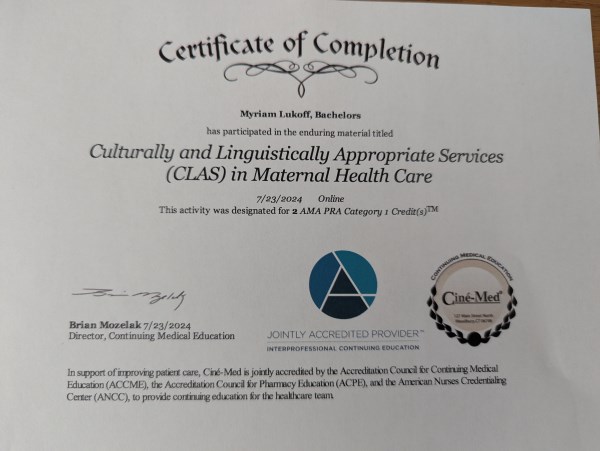 Certificate of Completion
Myriam Lukoff, Bachelors
has participated in the enduring material titled
Culturally and Linguistically Appropriate Services
(CLAS) in Maternal Health Care
7/23/2024 Online
This activity was designated for 2 AMA PRA Category 1 Credit(s)™
Brian Mozelak 7/23/2024
Director, Continuing Medical Education
JOINTLY ACCREDITED PROVIDER™
INTERPROFESSIONAL CONTINUING EDUCATION
CONTINUING MEDICAL EDUCATION
Ciné-Med®
In support of improving patient care, Ciné-Med is jointly accredited by the Accreditation Council for Continuing Medical
Education (ACCME), the Accreditation Council for Pharmacy Education (ACPE), and the American Nurses Credentialing
Center (ANCC), to provide continuing education for the healthcare team.